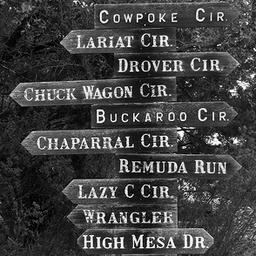 COWPOKE CIR.
LARIAT CIR.
DROVER CIR.
CHUCK WAGON CIR.
BUCKAROO CIR.
CHAPARRAL CIR.
REMUDA RUN
LAZY C CIR.
WRANGLER
HIGH MESA DR.